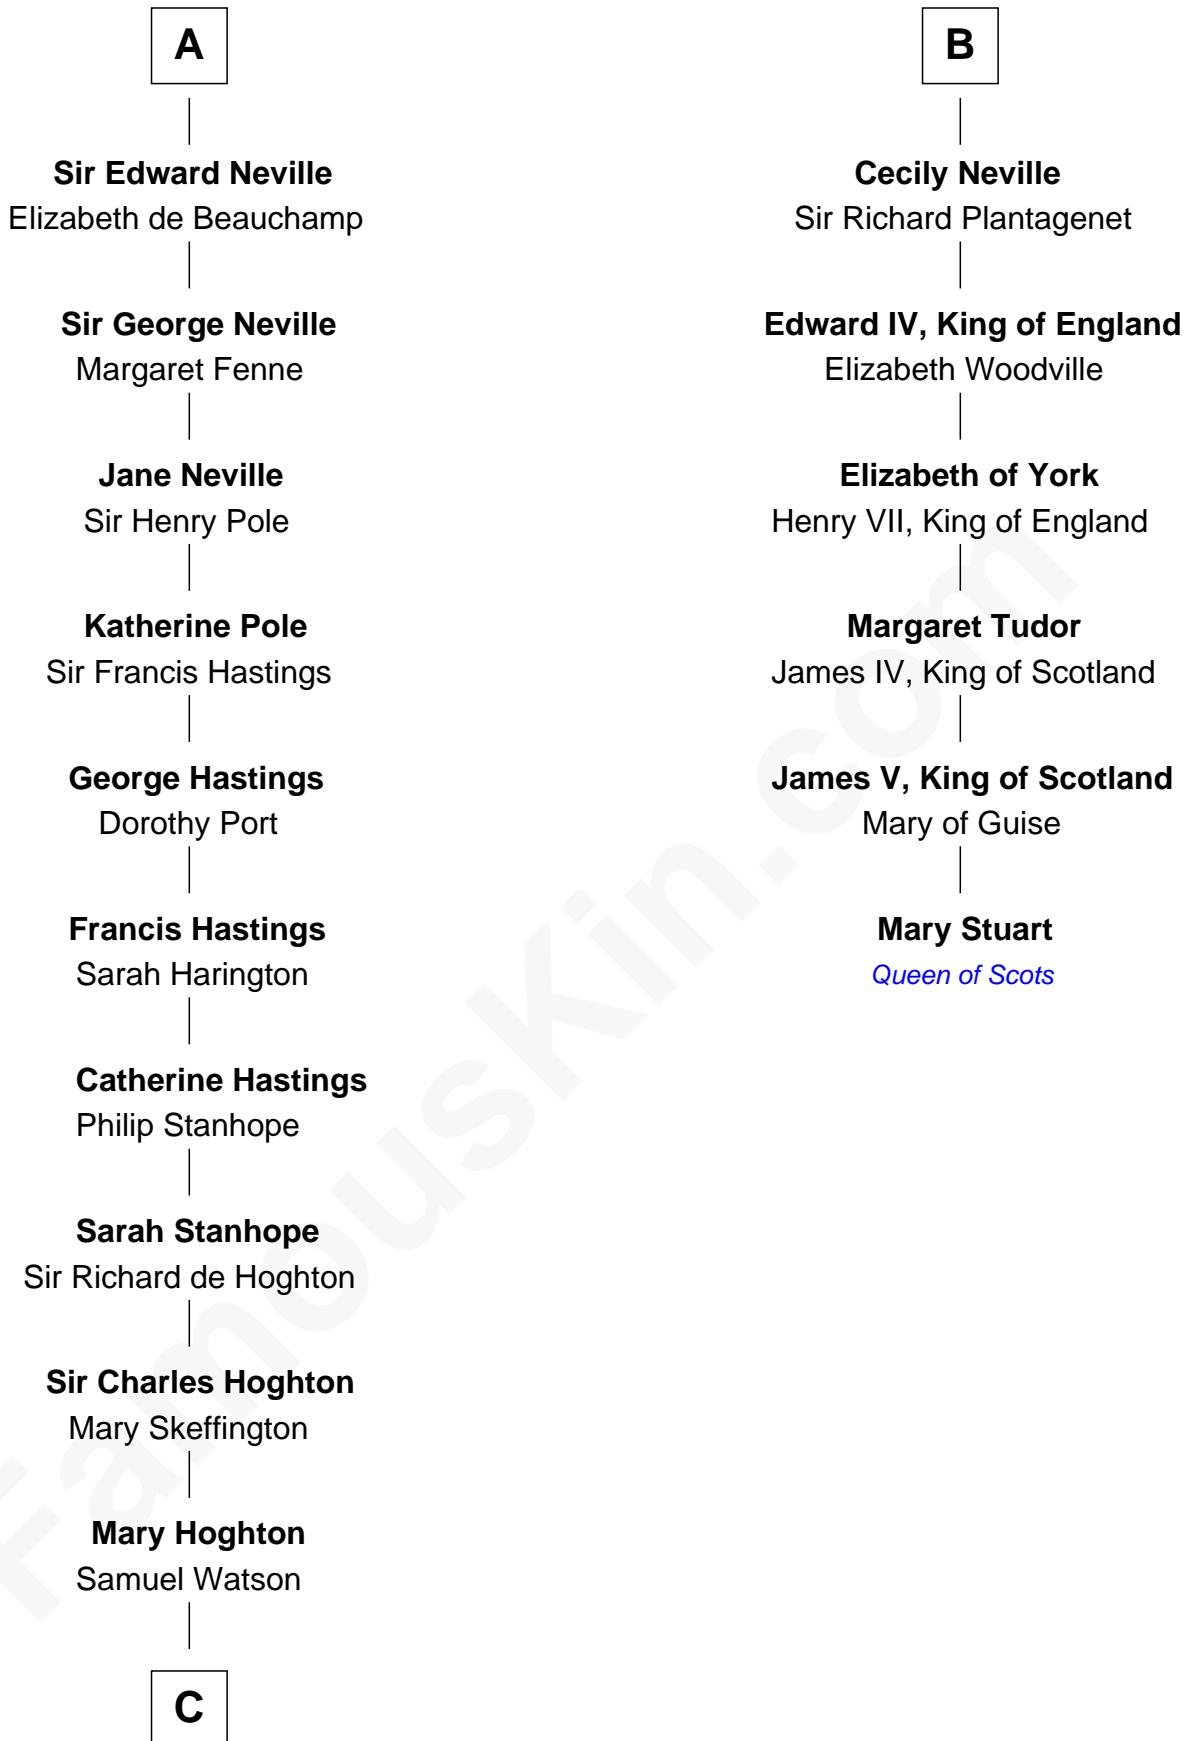 A
Sir Edward Neville
Elizabeth de Beauchamp
Sir George Neville
Margaret Fenne
Jane Neville
Sir Henry Pole
Katherine Pole
Sir Francis Hastings
George Hastings
Dorothy Port
Francis Hastings
Sarah Harington
Catherine Hastings
Philip Stanhope
Sarah Stanhope
Sir Richard de Hoghton
Sir Charles Hoghton
Mary Skeffington
Mary Hoghton
Samuel Watson
C
B
Cecily Neville
Sir Richard Plantagenet
Edward IV, King of England
Elizabeth Woodville
Elizabeth of York
Henry VII, King of England
Margaret Tudor
James IV, King of Scotland
James V, King of Scotland
Mary of Guise
Mary Stuart
Queen of Scots
FamousKin.com